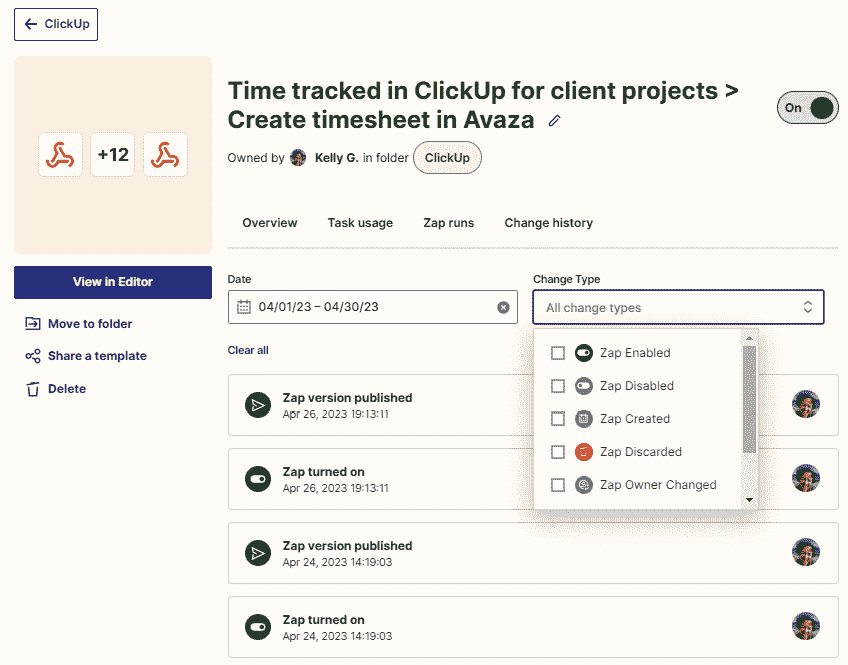 ClickUp
Time tracked in ClickUp for client projects >
Create timesheet in Avaza
On
+12
Owned by Kelly G. in folder ClickUp
Overview Task usage Zap runs Change history
View in Editor
Move to folder
Share a template
Delete
Date
04/01/23 – 04/30/23
Change Type
All change types
Zap Enabled
Zap Disabled
Zap Created
Zap Discarded
Zap Owner Changed
Clear all
Zap version published
Apr 26, 2023 19:13:11
Zap turned on
Apr 26, 2023 19:13:11
Zap version published
Apr 24, 2023 14:19:03
Zap turned on
Apr 24, 2023 14:19:03